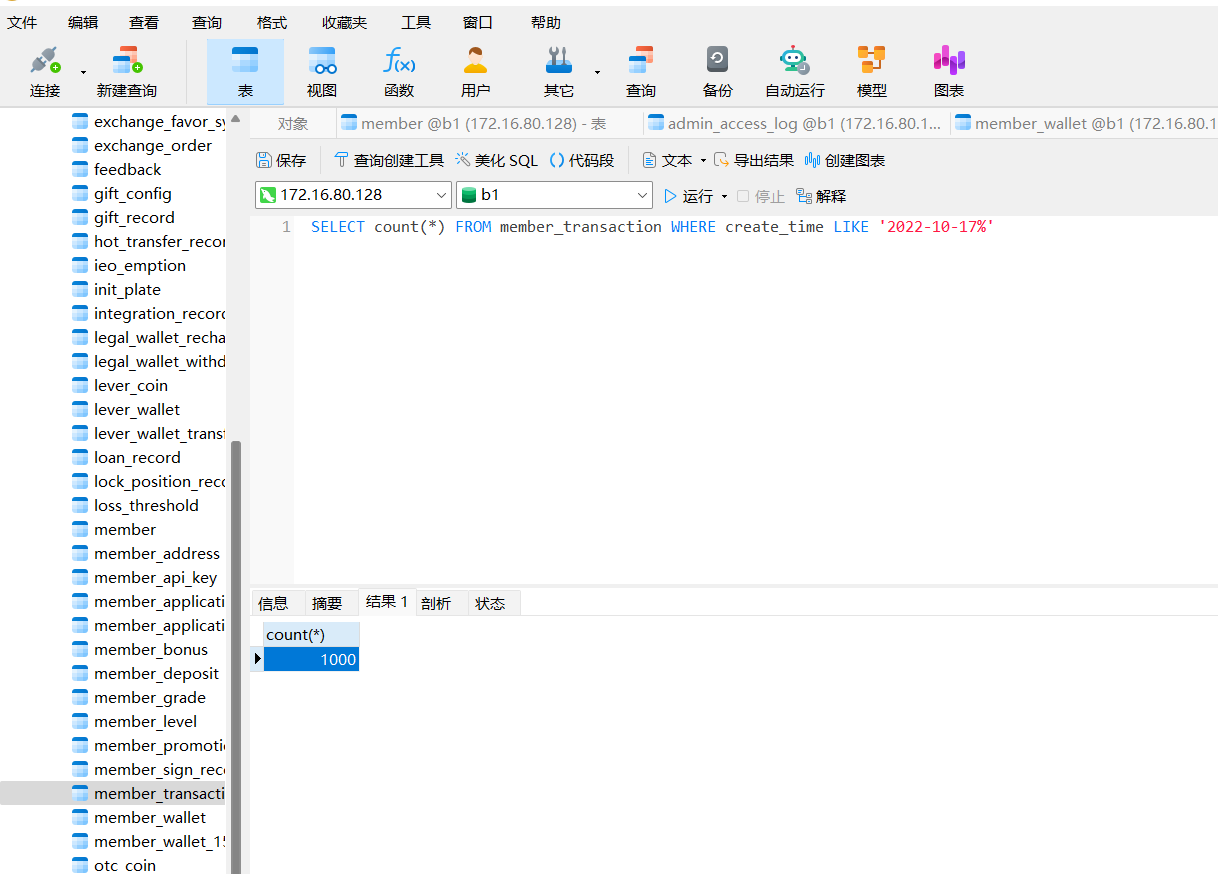 文件 编辑 查看 查询 格式 收藏夹 工具 窗口 帮助
连接 新建查询 表 视图 函数 用户 其它 查询 备份 自动运行 模型 图表
对象 member @b1 (172.16.80.128) - 表 admin_access_log @b1 (172.16.80.1... member_wallet @b1 (172.16.80.1
保存 查询创建工具 美化 SQL 代码段 文本 导出结果 创建图表
172.16.80.128 b1 运行 停止 解释
1 SELECT count(*) FROM member_transaction WHERE create_time LIKE '2022-10-17%'
exchange_favor_sy
exchange_order
feedback
gift_config
gift_record
hot_transfer_recor
ieo_emption
init_plate
integration_record
legal_wallet_recha
legal_wallet_withd
lever_coin
lever_wallet
lever_wallet_transf
loan_record
lock_position_reco
loss_threshold
member
member_address
member_api_key
member_applicati
member_applicati
member_bonus
member_deposit
member_grade
member_level
member_promotio
member_sign_reco
member_transacti
member_wallet
member_wallet_15
otc_coin
信息 摘要 结果 1 剖析 状态
count(*)
1000